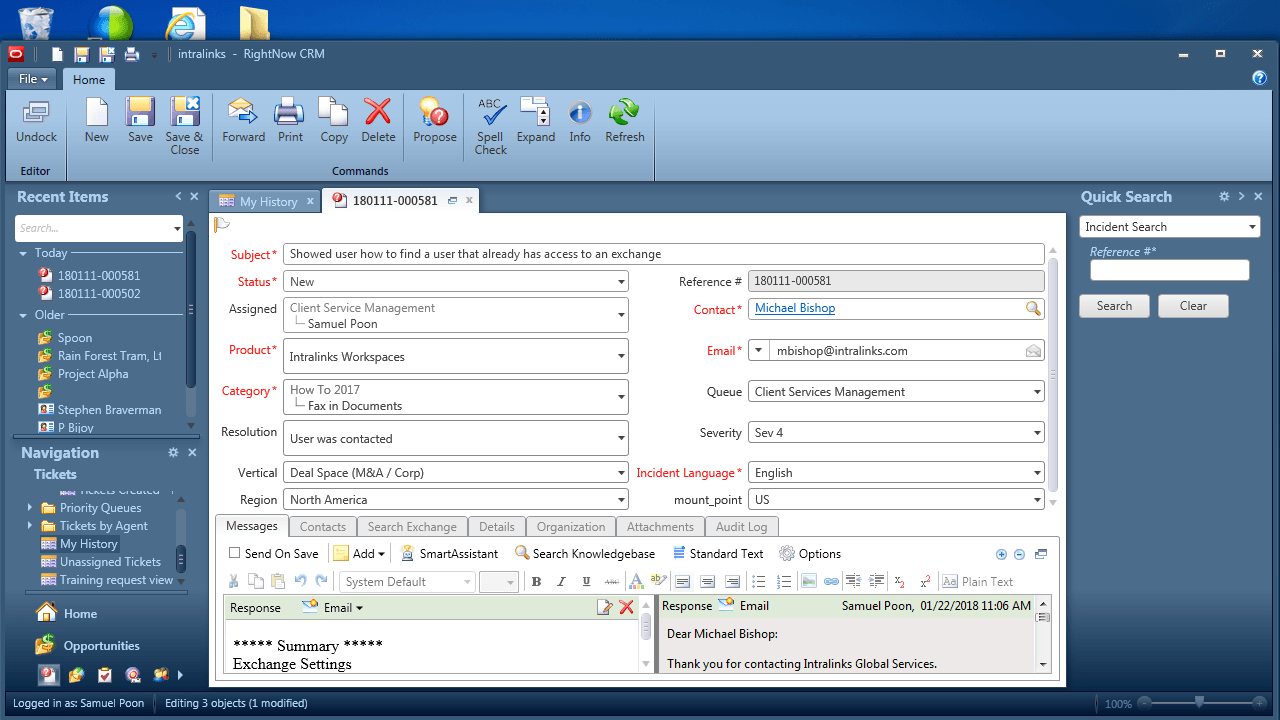 intralinks - RightNow CRM
File
Home
Undock
New
Save
Save & Close
Forward
Print
Copy
Delete
Propose
ABC
Spell Check
Expand
Info
Refresh
Editor
Commands
Recent Items
Search...
Today
180111-000581
180111-000502
Older
Spoon
Rain Forest Tram, Lt
Project Alpha
Stephen Braverman
P Bijoy
Navigation
Tickets
Tickets Created
Priority Queues
Tickets by Agent
My History
Unassigned Tickets
Training request view
Home
Opportunities
My History
180111-000581
Subject* Showed user how to find a user that already has access to an exchange
Status* New
Reference # 180111-000581
Assigned Client Service Management
Samuel Poon
Contact* Michael Bishop
Product* Intralinks Workspaces
Email* mbishop@intralinks.com
Category* How To 2017
Fax in Documents
Queue Client Services Management
Resolution User was contacted
Severity Sev 4
Vertical Deal Space (M&A / Corp)
Incident Language* English
Region North America
mount_point US
Messages Contacts Search Exchange Details Organization Attachments Audit Log
Send On Save Add SmartAssistant Search Knowledgebase Standard Text Options
System Default B I U ABC A Plain Text
Response Email
***** Summary *****
Exchange Settings
Response Email Samuel Poon, 01/22/2018 11:06 AM
Dear Michael Bishop:
Thank you for contacting Intralinks Global Services.
Quick Search
Incident Search
Reference #*
Search Clear
Logged in as: Samuel Poon Editing 3 objects (1 modified) 100%